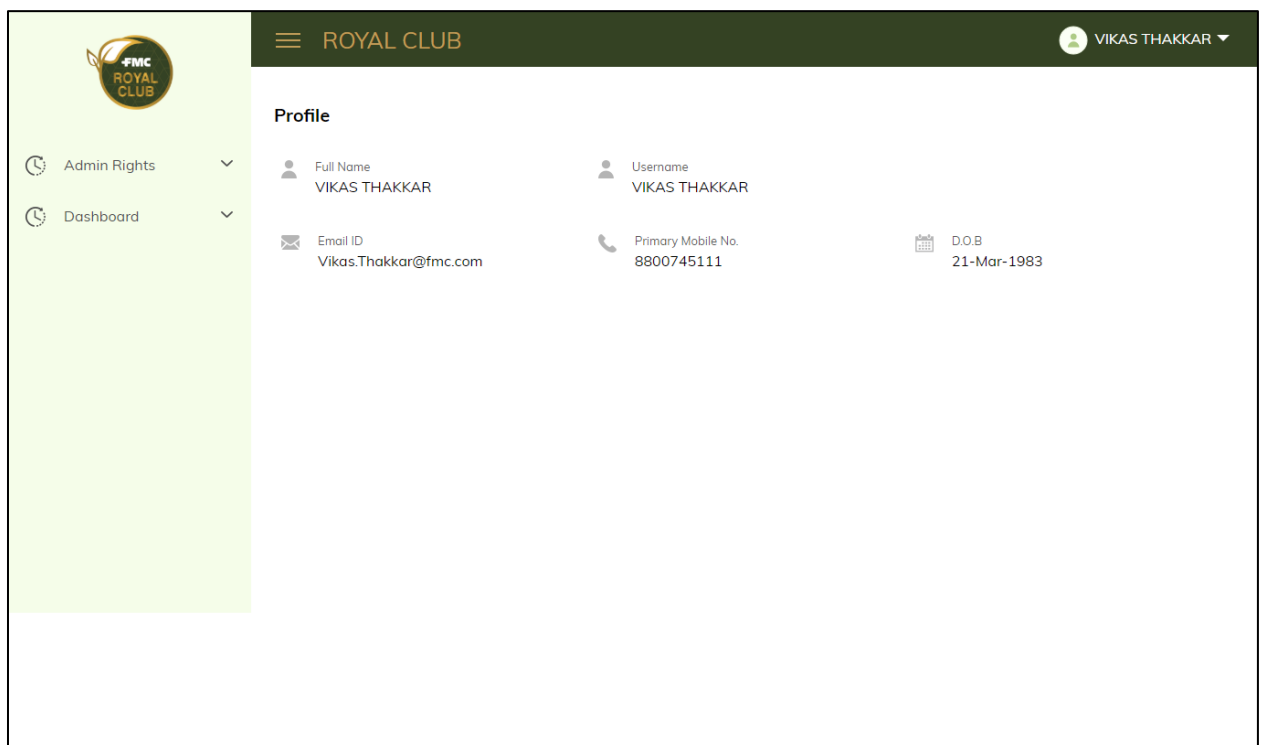 FMC
ROYAL
CLUB
ROYAL CLUB
VIKAS THAKKAR
Admin Rights
Dashboard
Profile
Full Name
VIKAS THAKKAR
Username
VIKAS THAKKAR
Email ID
Vikas.Thakkar@fmc.com
Primary Mobile No.
8800745111
D.O.B
21-Mar-1983